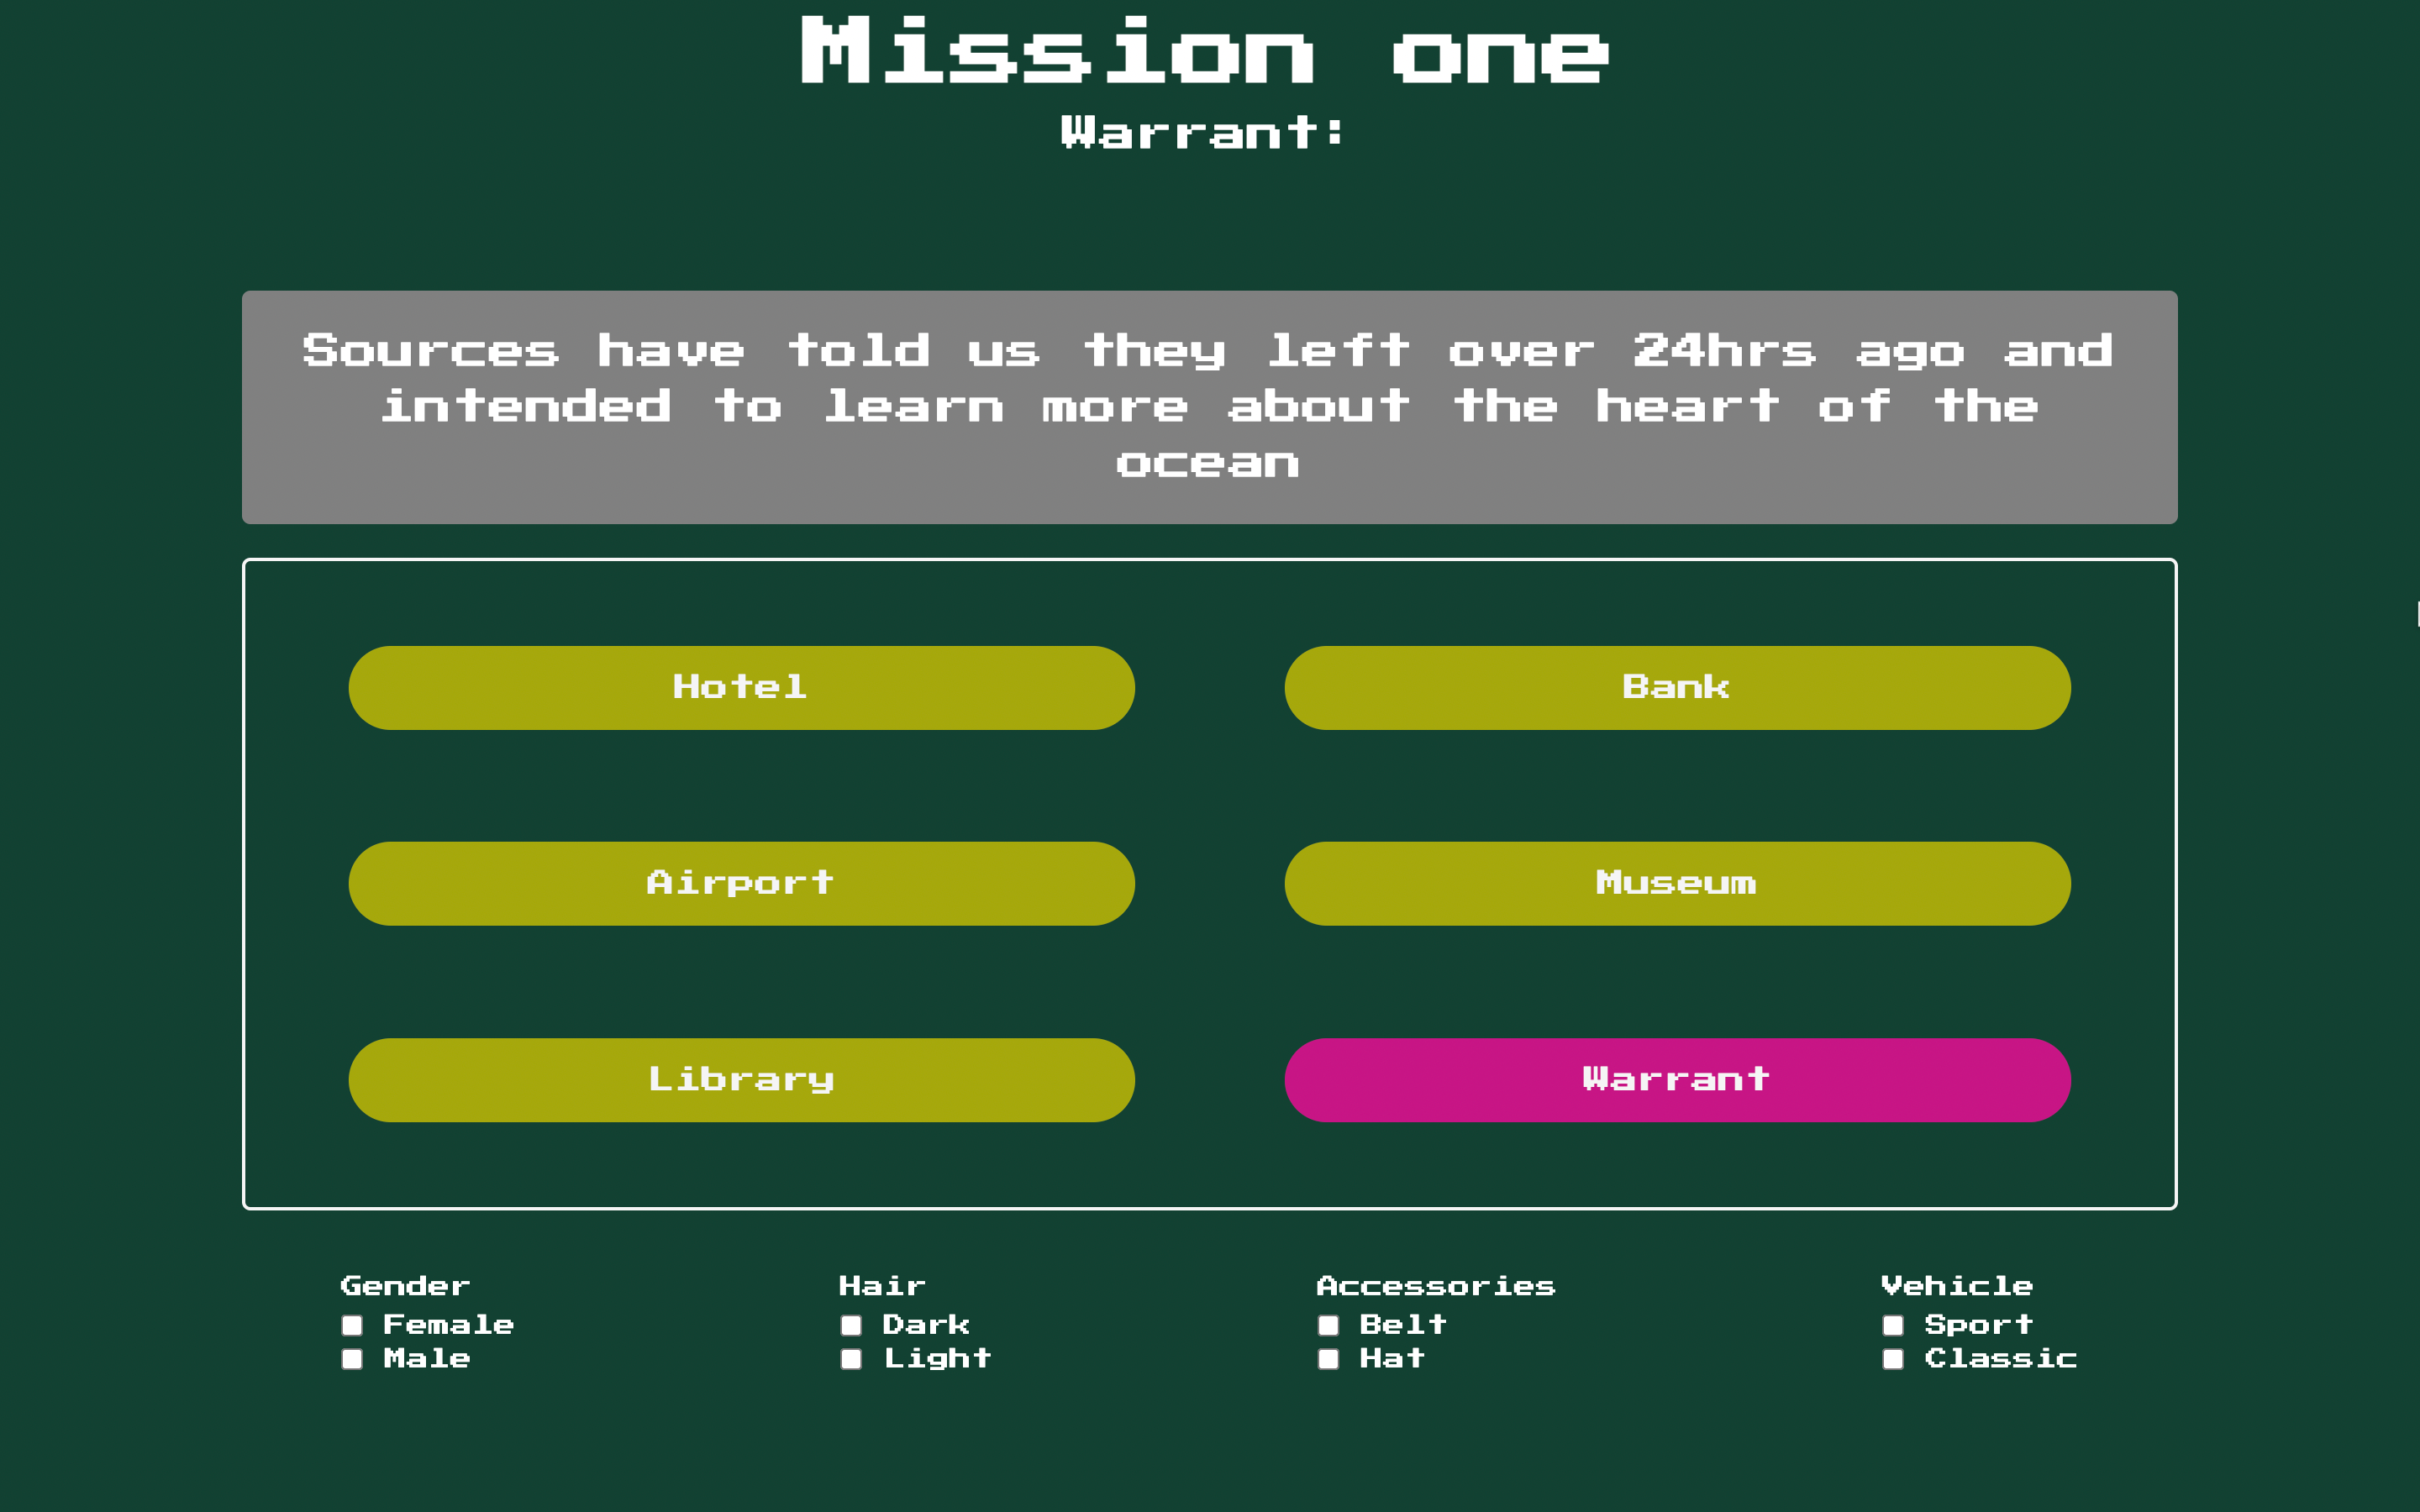 Mission one
Warrant:
Sources have told us they left over 24hrs ago and
intended to learn more about the heart of the
ocean
Hotel
Bank
Airport
Museum
Library
Warrant
Gender
Female
Male
Hair
Dark
Light
Accessories
Belt
Hat
Vehicle
Sport
Classic